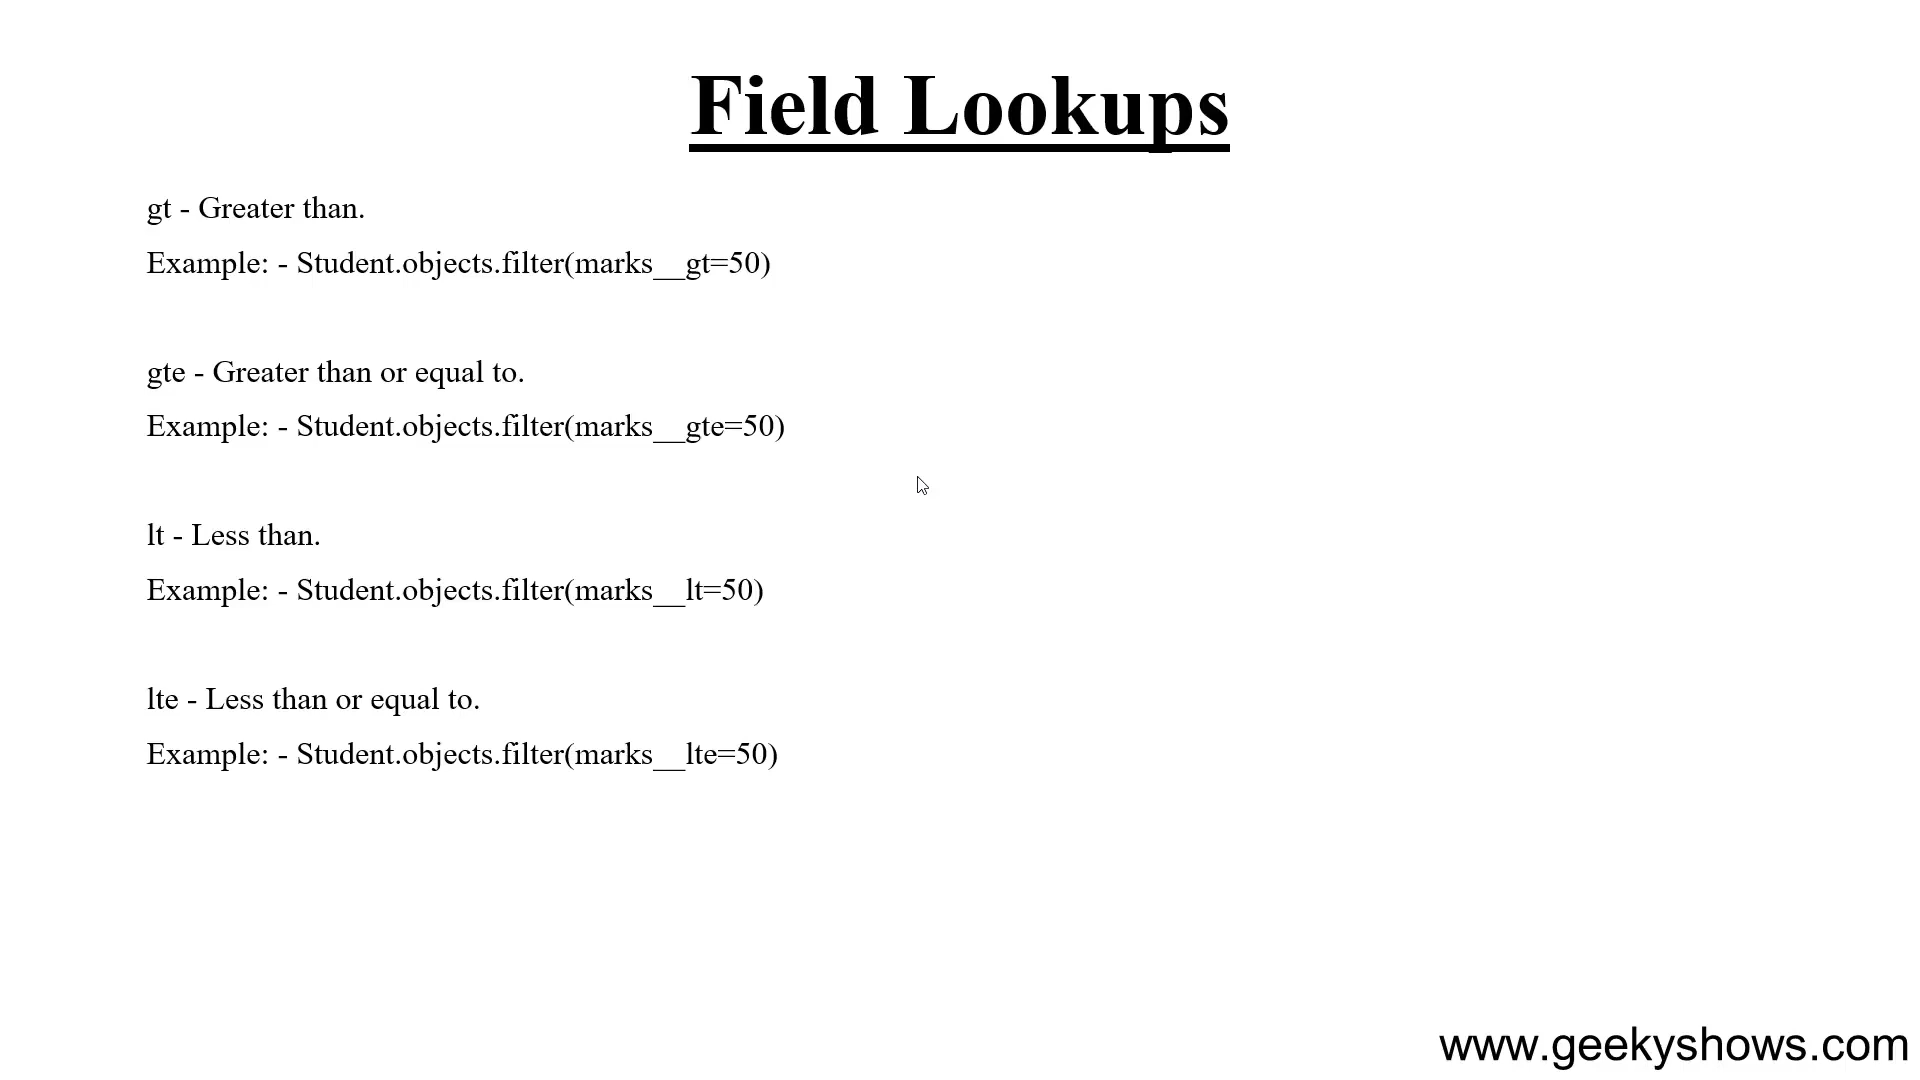 Field Lookups
gt - Greater than.
Example: - Student.objects.filter(marks__gt=50)
gte - Greater than or equal to.
Example: - Student.objects.filter(marks__gte=50)
lt - Less than.
Example: - Student.objects.filter(marks__lt=50)
lte - Less than or equal to.
Example: - Student.objects.filter(marks__lte=50)
www.geekyshows.com